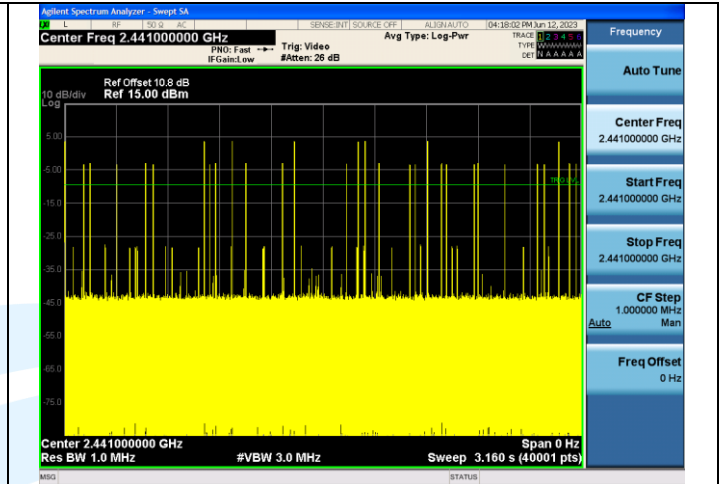 Agilent Spectrum Analyzer - Swept SA
L RF 50 Ω AC SENSE:INT SOURCE OFF ALIGNAUTO 04:18:02 PM Jun 12, 2023
Center Freq 2.441000000 GHz
PNO: Fast
IFGain:Low
Trig: Video
#Atten: 26 dB
Avg Type: Log-Pwr
TRACE 1 2 3 4 5 6
TYPE
DET N A A A A A
Ref Offset 10.8 dB
Ref 15.00 dBm
10 dB/div
Log
5.00
-5.00
-15.0
-25.0
-35.0
-45.0
-55.0
-65.0
-75.0
Center 2.441000000 GHz
Span 0 Hz
Res BW 1.0 MHz
#VBW 3.0 MHz
Sweep 3.160 s (40001 pts)
MSG
STATUS
Frequency
Auto Tune
Center Freq
2.441000000 GHz
Start Freq
2.441000000 GHz
Stop Freq
2.441000000 GHz
CF Step
1.000000 MHz
Auto Man
Freq Offset
0 Hz